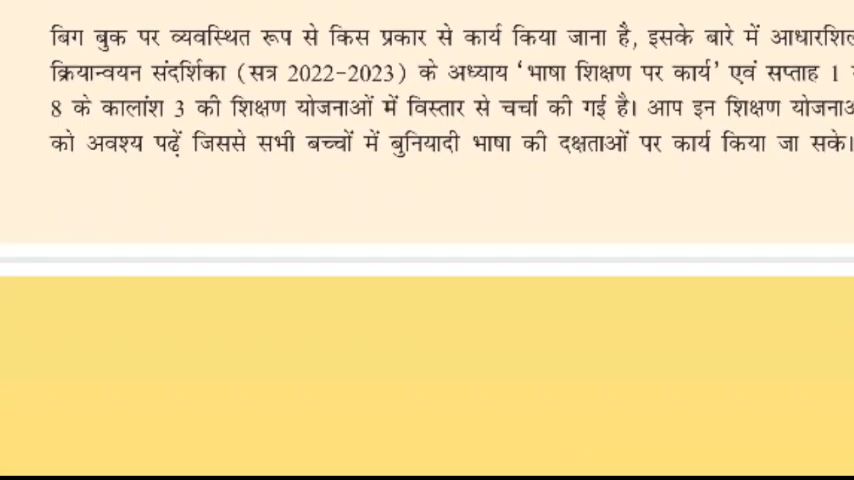 बिग बुक पर व्यवस्थित रूप से किस प्रकार से कार्य किया जाना है, इसके बारे में
क्रियान्वयन संदर्शिका (सत्र 2022-2023) के अध्याय ‘भाषा शिक्षण पर कार्य’ एवं सप्ताह 1
8 के कालांश 3 की शिक्षण योजनाओं में विस्तार से चर्चा की गई है। आप इन शिक्षण
को अवश्य पढ़ें जिससे सभी बच्चों में बुनियादी भाषा की दक्षताओं पर कार्य किया जा सके।